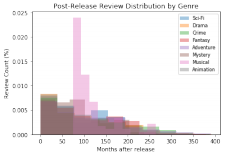 Post-Release Review Distribution by Genre
0.025
0.020
0.015
0.010
0.005
0.000
Review Count (%)
Sci-Fi
Drama
Crime
Fantasy
Adventure
Mystery
Musical
Animation
0 50 100 150 200 250 300 350 400
Months after release